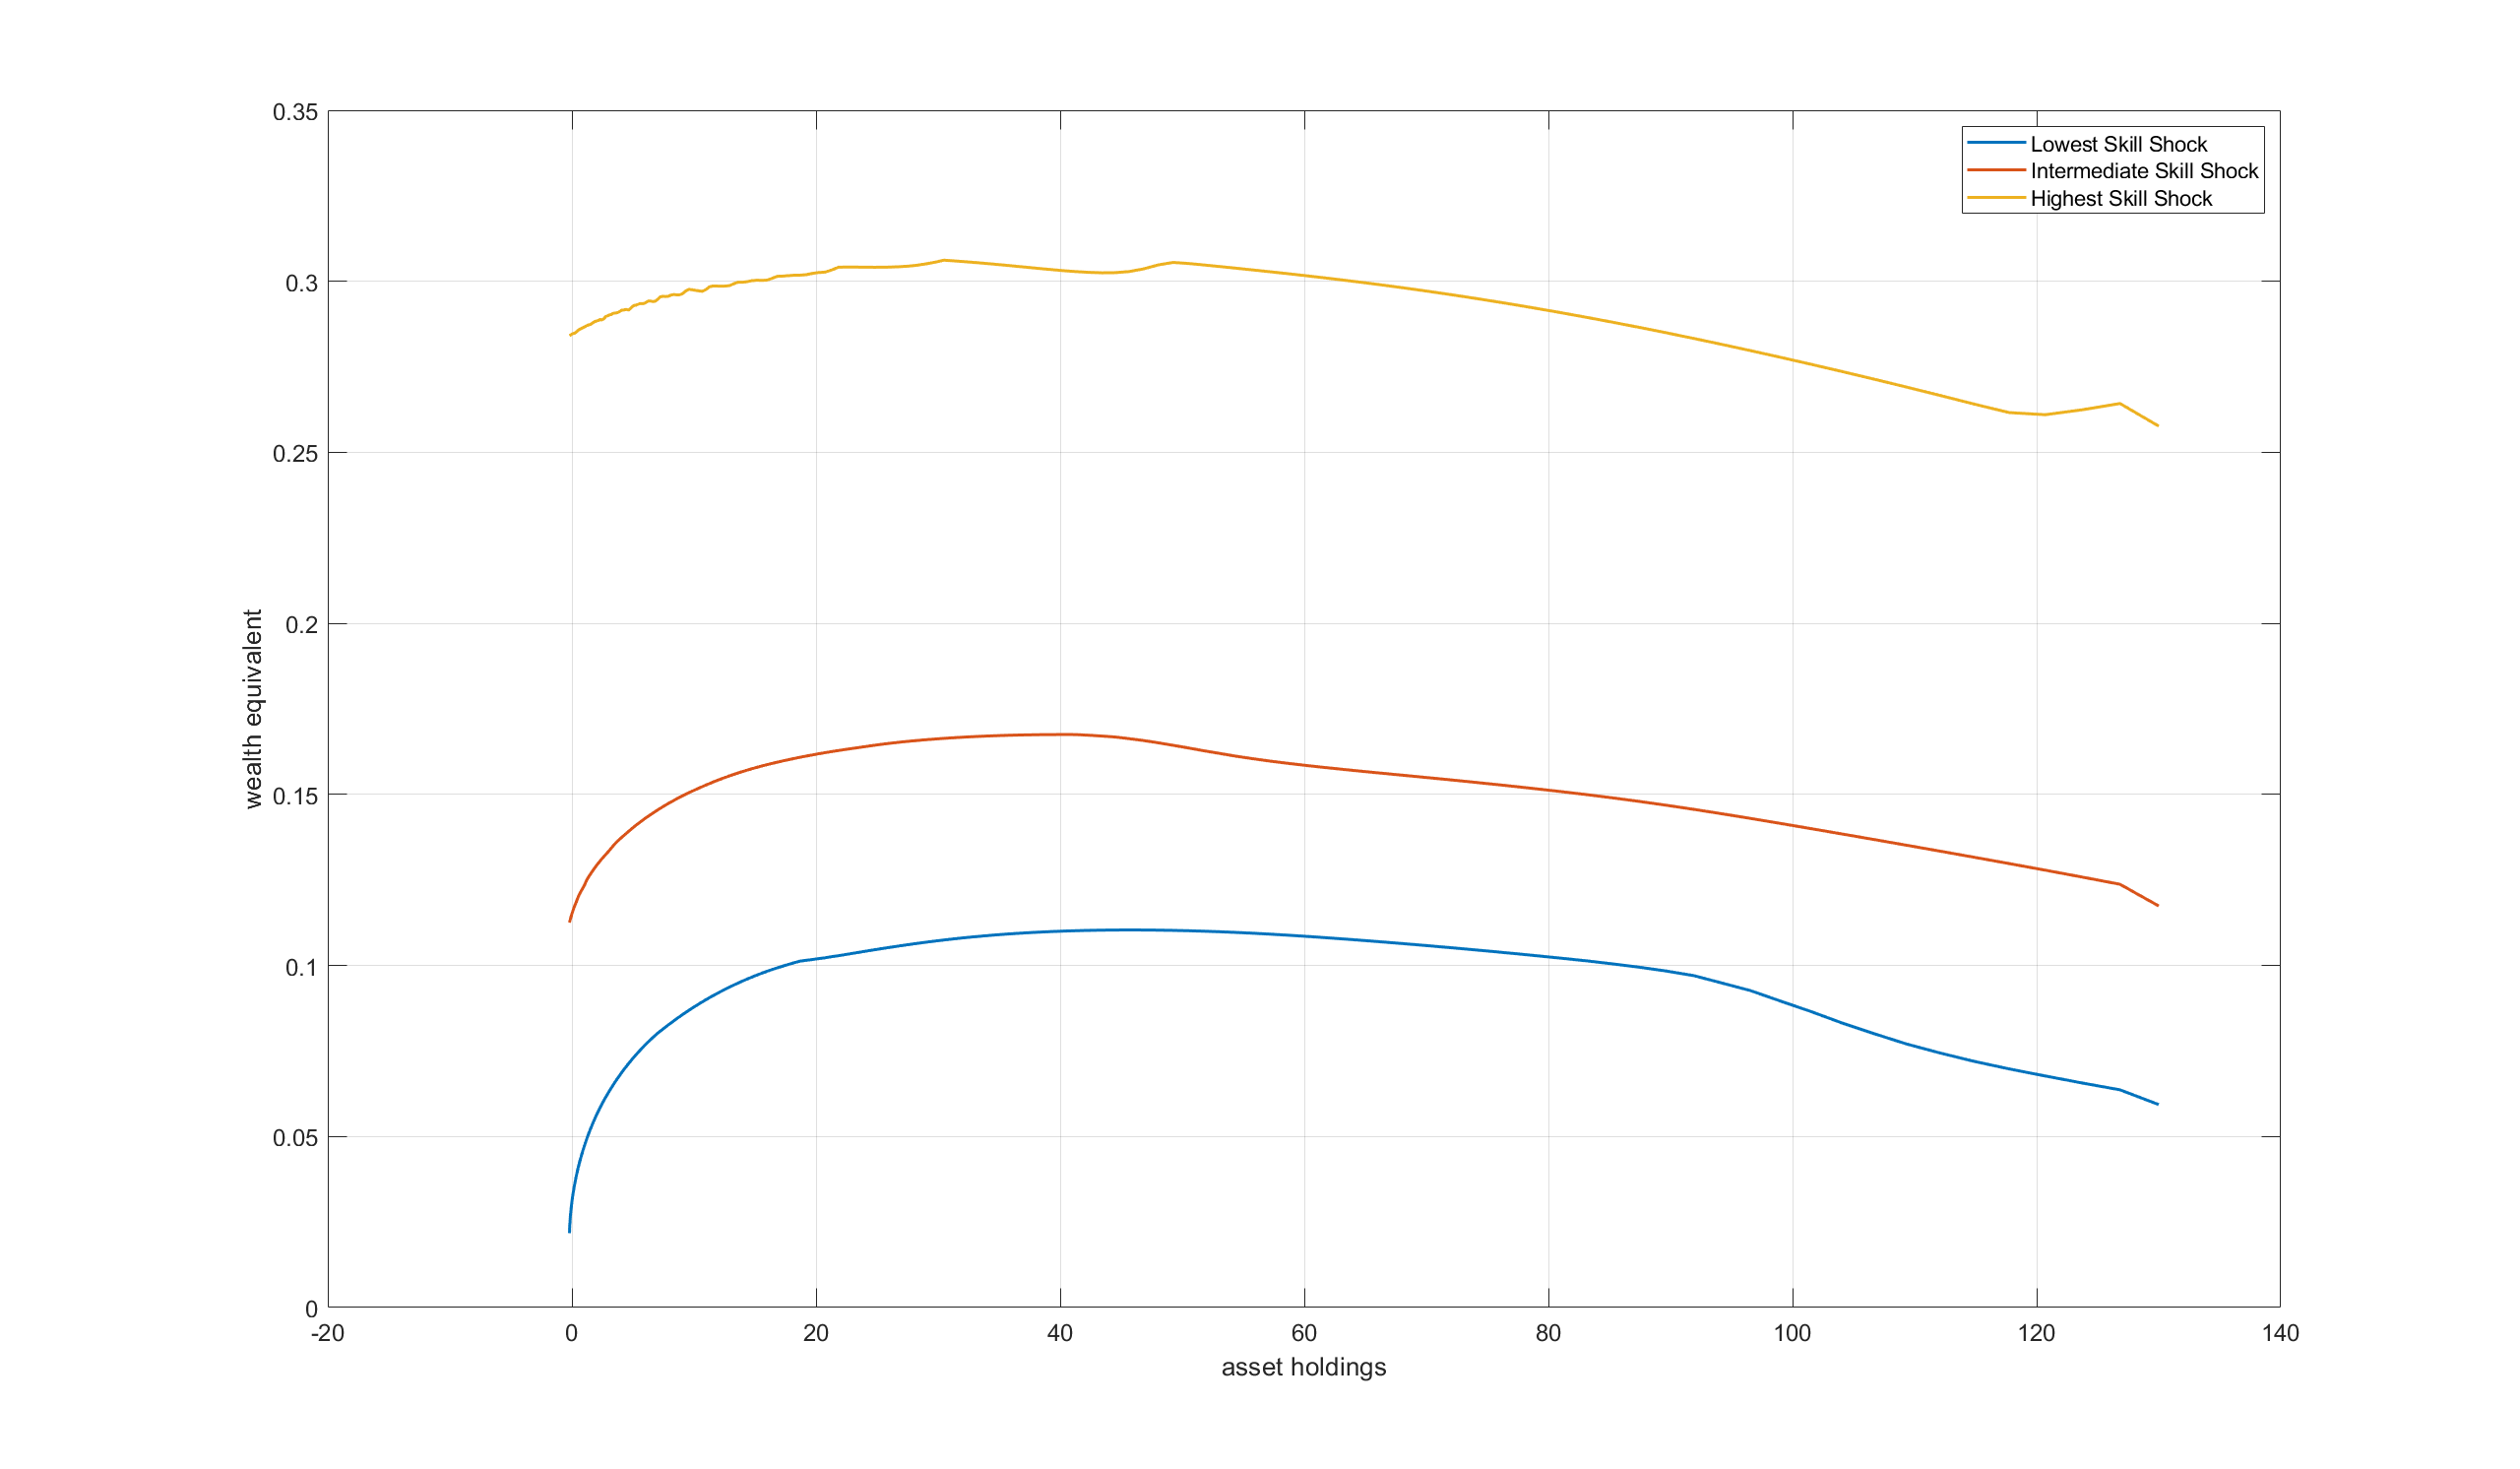 0.35
0.3
0.25
0.2
0.15
0.1
0.05
0
wealth equivalent
Lowest Skill Shock
Intermediate Skill Shock
Highest Skill Shock
-20 0 20 40 60 80 100 120 140
asset holdings